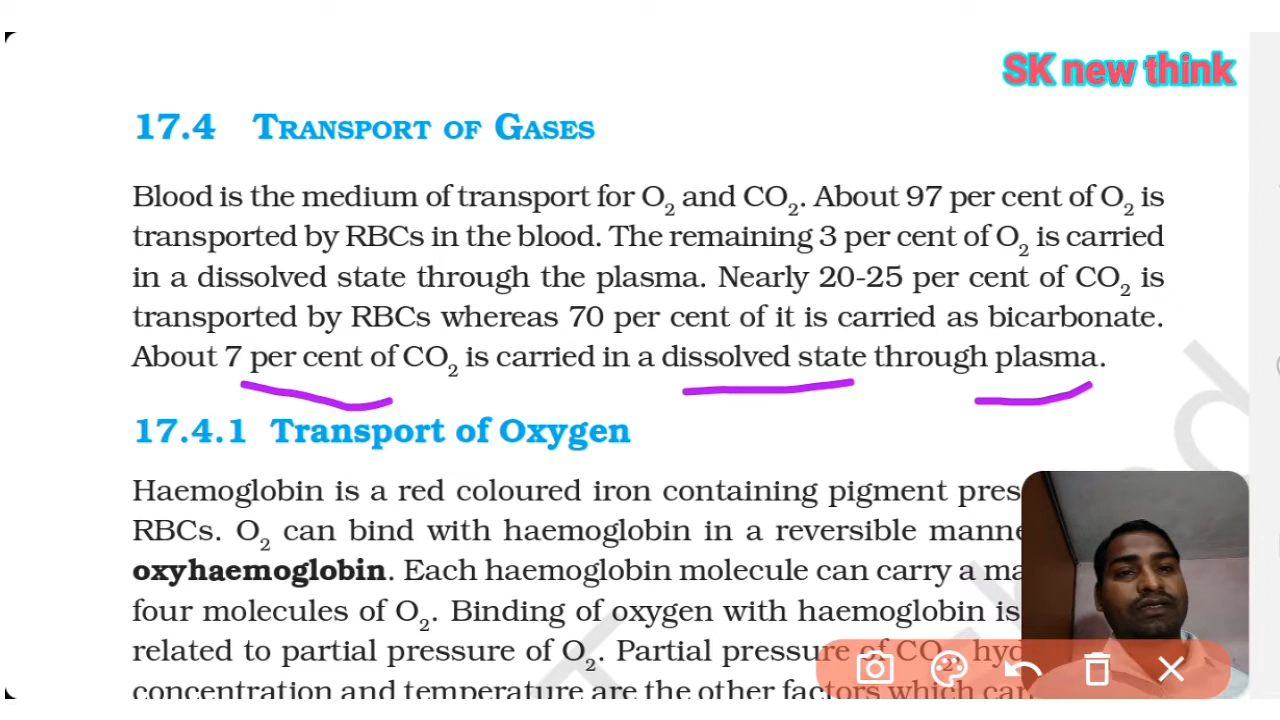 SK new think
17.4 TRANSPORT OF GASES
Blood is the medium of transport for O₂ and CO₂. About 97 per cent of O₂ is
transported by RBCs in the blood. The remaining 3 per cent of O₂ is carried
in a dissolved state through the plasma. Nearly 20-25 per cent of CO₂ is
transported by RBCs whereas 70 per cent of it is carried as bicarbonate.
About 7 per cent of CO₂ is carried in a dissolved state through plasma.
17.4.1 Transport of Oxygen
Haemoglobin is a red coloured iron containing pigment
RBCs. O₂ can bind with haemoglobin in a reversible
oxyhaemoglobin. Each haemoglobin molecule can carry a
four molecules of O₂. Binding of oxygen with haemoglobin is
related to partial pressure of O₂. Partial pressure of CO₂,
concentration and temperature are the other factors which